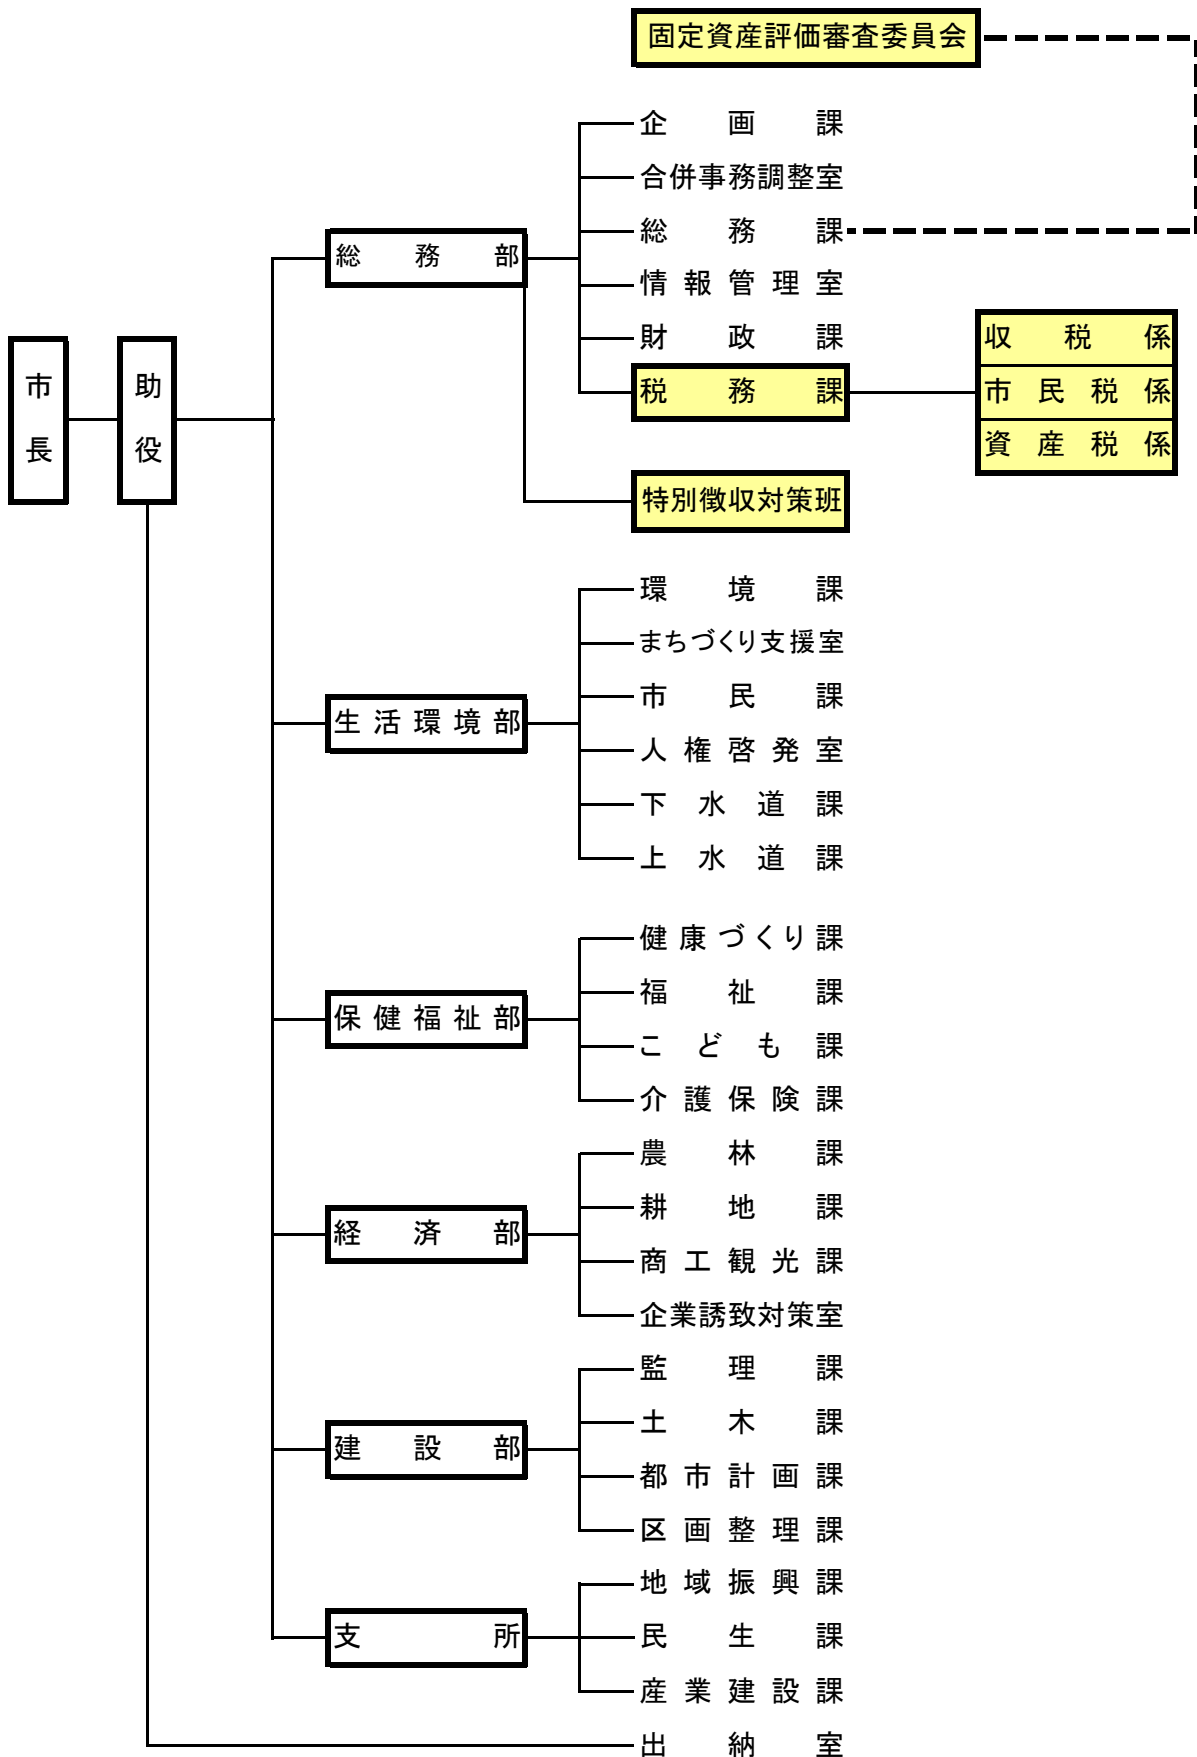 固定資産評価審査委員会
企画課
合併事務調整室
総務課
総務部
情報管理室
財政課
収税係
税務課
市民税係
資産税係
市長
助役
特別徴収対策班
環境課
まちづくり支援室
市民課
生活環境部
人権啓発室
下水道課
上水道課
健康づくり課
福祉課
保健福祉部
こども課
介護保険課
農林課
耕地課
経済部
商工観光課
企業誘致対策室
監理課
土木課
建設部
都市計画課
区画整理課
地域振興課
支所
民生課
産業建設課
出納室